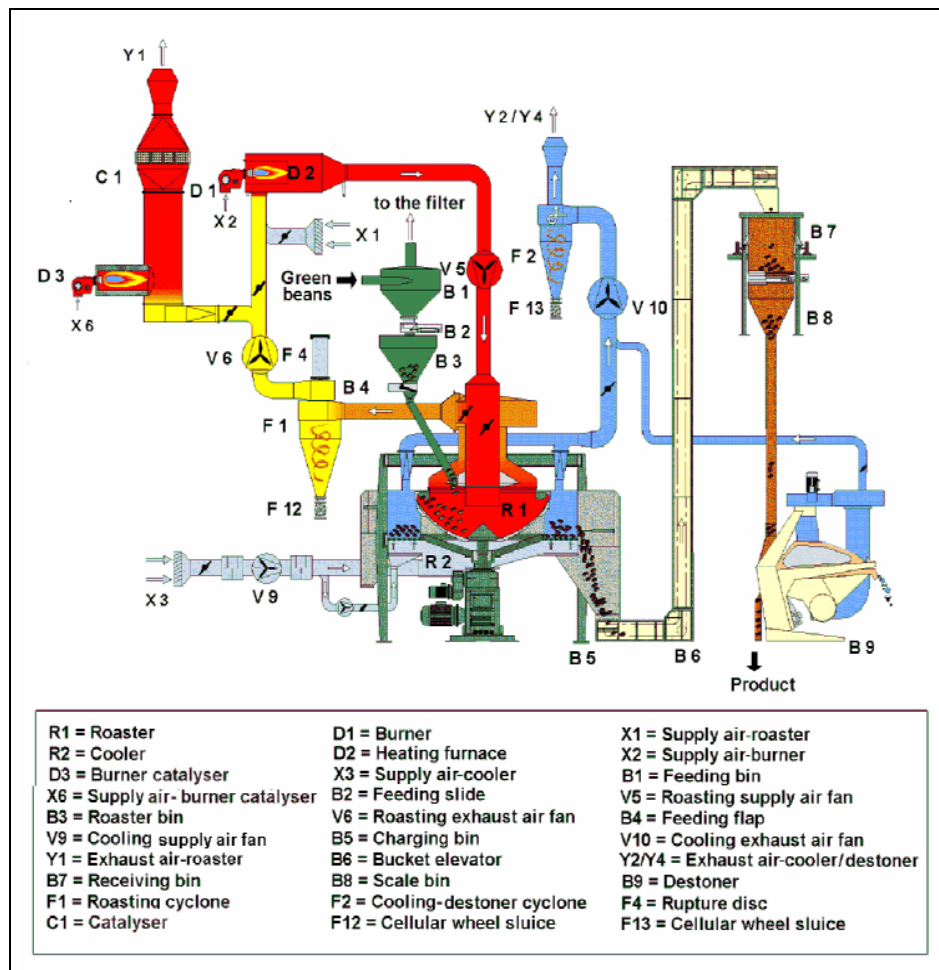 Y1
Y2/Y4
C1
D1
D2
X2
to the filter
X1
B7
D3
Green
beans
V5
B1
F2
X6
F13
V10
B8
B2
V6
F4
B3
B4
F1
F12
R1
R2
X3
V9
B5
B6
B9
Product
R1 = Roaster
R2 = Cooler
D3 = Burner catalyser
X6 = Supply air- burner catalyser
B3 = Roaster bin
V9 = Cooling supply air fan
Y1 = Exhaust air-roaster
B7 = Receiving bin
F1 = Roasting cyclone
C1 = Catalyser
D1 = Burner
D2 = Heating furnace
X3 = Supply air-cooler
B2 = Feeding slide
V6 = Roasting exhaust air fan
B5 = Charging bin
B6 = Bucket elevator
B8 = Scale bin
F2 = Cooling-destoner cyclone
F12 = Cellular wheel sluice
X1 = Supply air-roaster
X2 = Supply air-burner
B1 = Feeding bin
V5 = Roasting supply air fan
B4 = Feeding flap
V10 = Cooling exhaust air fan
Y2/Y4 = Exhaust air-cooler/destoner
B9 = Destoner
F4 = Rupture disc
F13 = Cellular wheel sluice